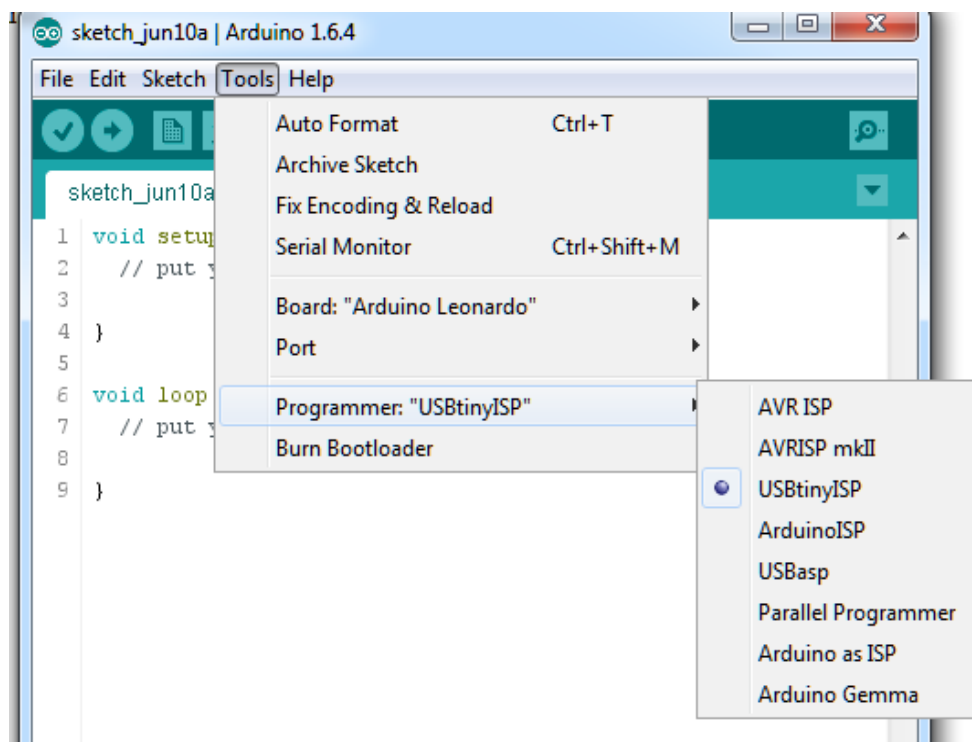 sketch_jun10a | Arduino 1.6.4
File Edit Sketch Tools Help
Auto Format Ctrl+T
Archive Sketch
sketch_jun10a
Fix Encoding & Reload
Serial Monitor Ctrl+Shift+M
Board: "Arduino Leonardo"
Port
Programmer: "USBtinyISP"
Burn Bootloader
AVR ISP
AVRISP mkII
USBtinyISP
ArduinoISP
USBasp
Parallel Programmer
Arduino as ISP
Arduino Gemma
1 void setup
2 // put
3
4 }
5
6 void loop
7 // put
8
9 }